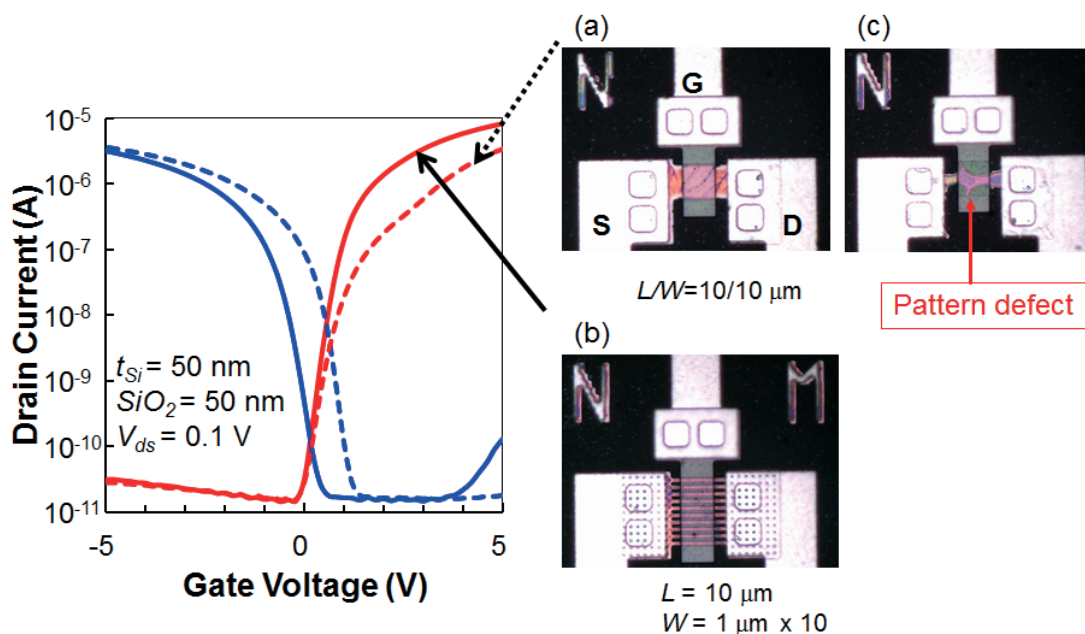 (a)
(c)
N
G
N
10⁻⁵
10⁻⁶
10⁻⁷
10⁻⁸
10⁻⁹
10⁻¹⁰
10⁻¹¹
Drain Current (A)
S
D
L/W=10/10 μm
Pattern defect
t_Si = 50 nm
SiO₂ = 50 nm
V_ds = 0.1 V
(b)
N
M
-5
0
5
Gate Voltage (V)
L = 10 μm
W = 1 μm x 10